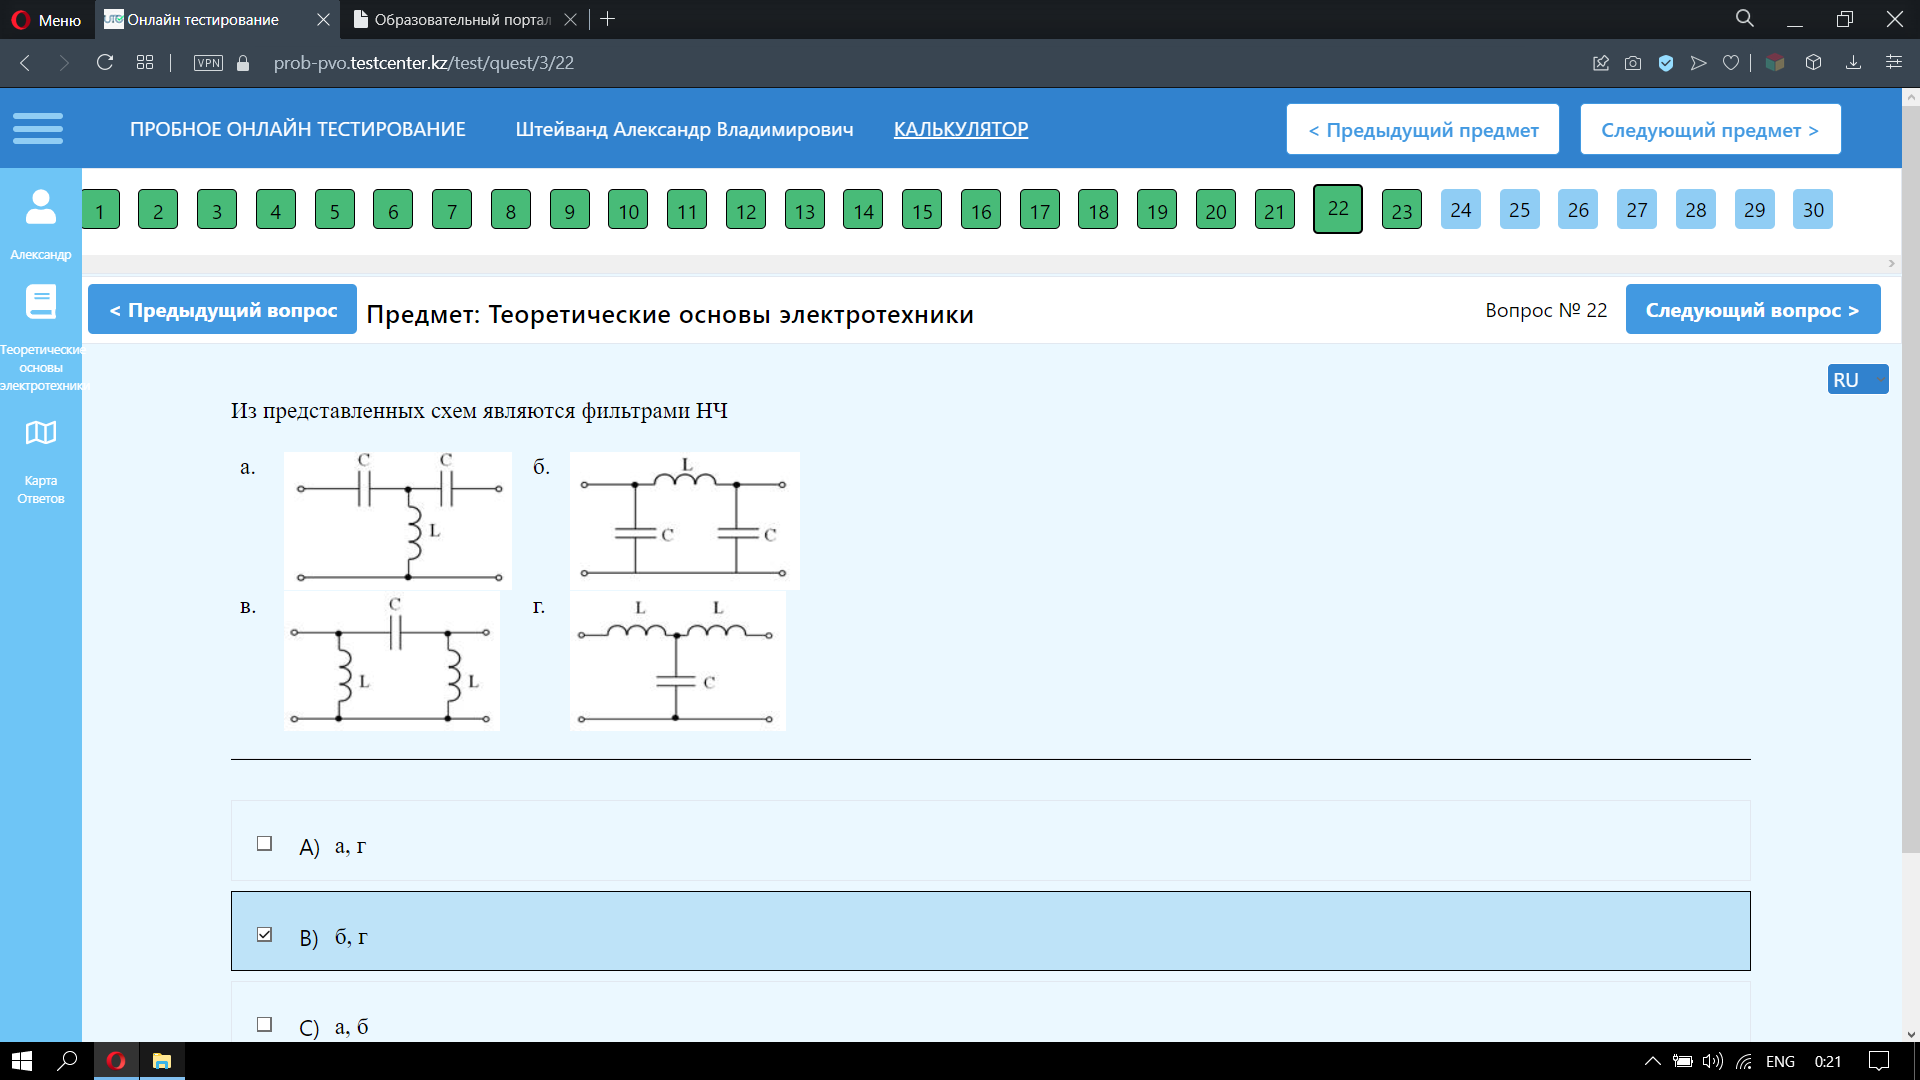 Меню
Онлайн тестирование
Образовательный портал
VPN
prob-pvo.testcenter.kz/test/quest/3/22
ПРОБНОЕ ОНЛАЙН ТЕСТИРОВАНИЕ
Штейванд Александр Владимирович
КАЛЬКУЛЯТОР
< Предыдущий предмет
Следующий предмет >
Александр
Теоретические
основы
электротехники
Карта
Ответов
1 2 3 4 5 6 7 8 9 10 11 12 13 14 15 16 17 18 19 20 21 22 23 24 25 26 27 28 29 30
< Предыдущий вопрос
Предмет: Теоретические основы электротехники
Вопрос № 22
Следующий вопрос >
RU
Из представленных схем являются фильтрами НЧ
а.
C C
L
б.
L
C C
в.
C
L L
г.
L L
C
A) а, г
B) б, г
C) а, б
ENG
0:21